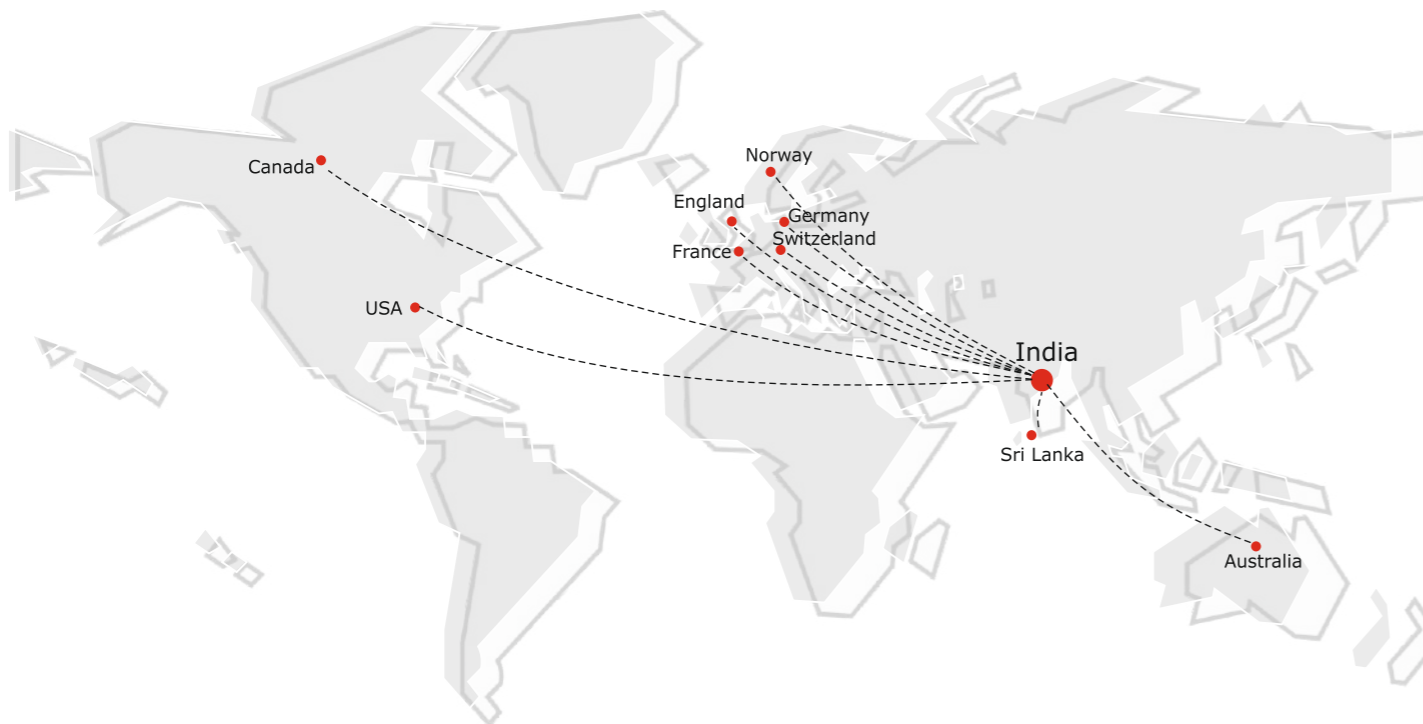 Norway
Canada
England
Germany
Switzerland
France
USA
India
Sri Lanka
Australia